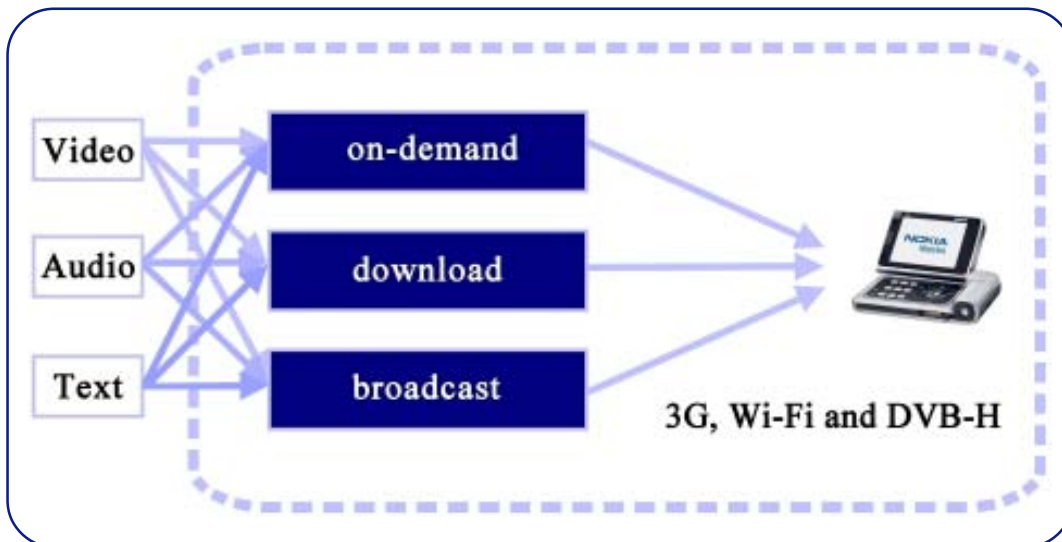 Video
on-demand
Audio
download
NOKIA
Text
broadcast
3G, Wi-Fi and DVB-H